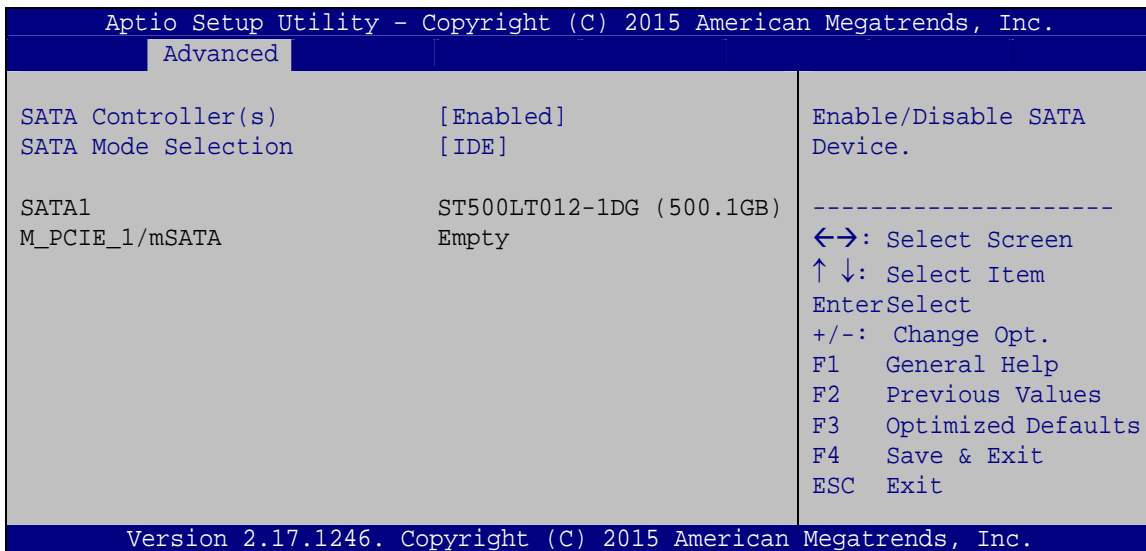 Aptio Setup Utility – Copyright (C) 2015 American Megatrends, Inc.
Advanced
SATA Controller(s) [Enabled]
SATA Mode Selection [IDE]
SATA1 ST500LT012-1DG (500.1GB)
M_PCIE_1/mSATA Empty
Enable/Disable SATA
Device.
---------------------
←→: Select Screen
↑ ↓: Select Item
EnterSelect
+/-: Change Opt.
F1 General Help
F2 Previous Values
F3 Optimized Defaults
F4 Save & Exit
ESC Exit
Version 2.17.1246. Copyright (C) 2015 American Megatrends, Inc.